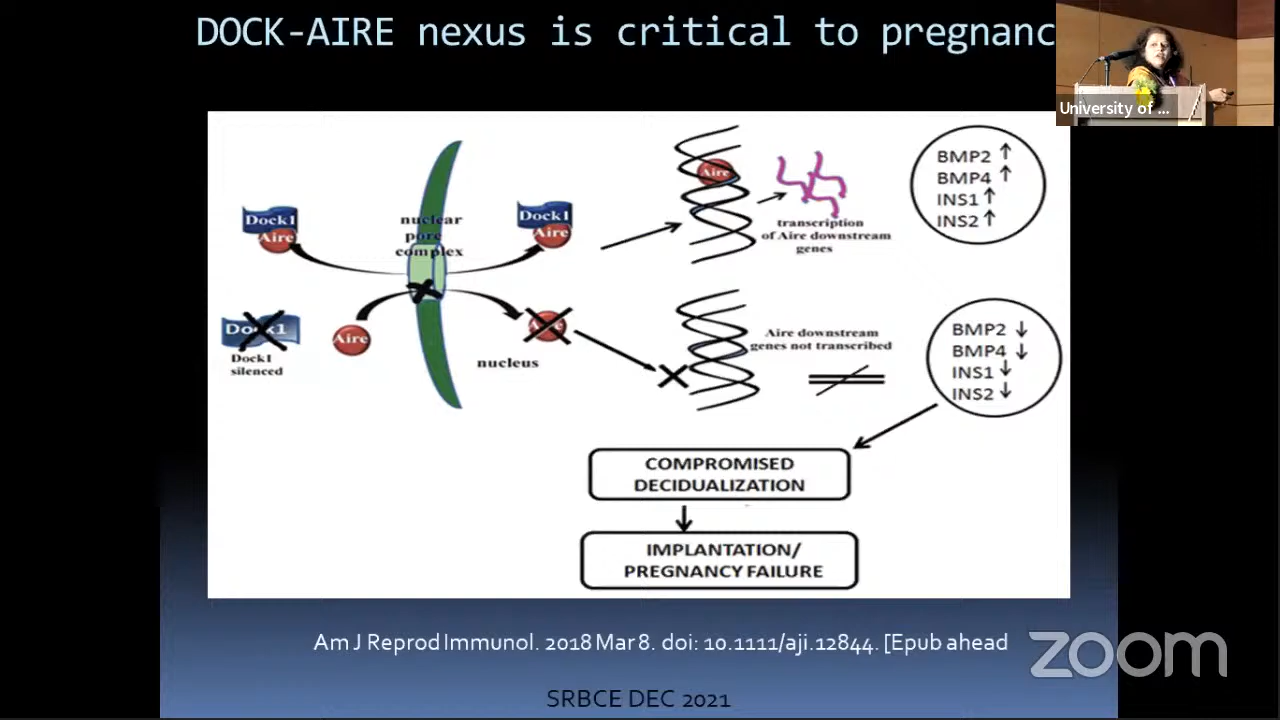 DOCK-AIRE nexus is critical to pregnanc
University of ...
Dock1
Aire
nuclear
pore
complex
Dock1
Aire
Aire
transcription
of Aire downstream
genes
BMP2 ↑
BMP4 ↑
INS1 ↑
INS2 ↑
Dock1
Dock1
silenced
Aire
Aire
nucleus
Aire downstream
genes not transcribed
BMP2 ↓
BMP4 ↓
INS1 ↓
INS2 ↓
COMPROMISED
DECIDUALIZATION
IMPLANTATION/
PREGNANCY FAILURE
Am J Reprod Immunol. 2018 Mar 8. doi: 10.1111/aji.12844. [Epub ahead
zoom
SRBCE DEC 2021